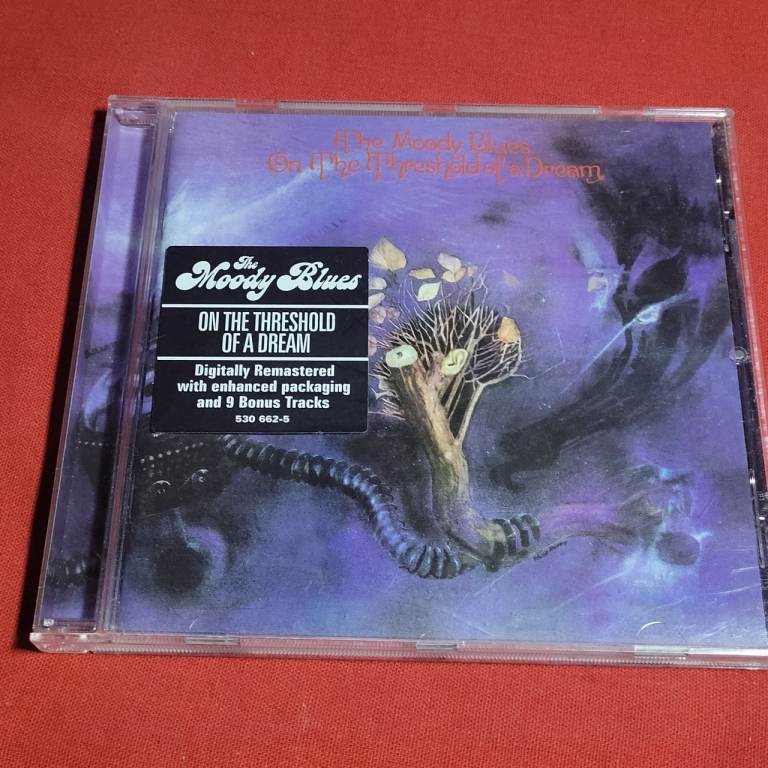 The Moody Blues
On The Threshold of a Dream
The
Moody Blues
ON THE THRESHOLD
OF A DREAM
Digitally Remastered
with enhanced packaging
and 9 Bonus Tracks
530 662-5